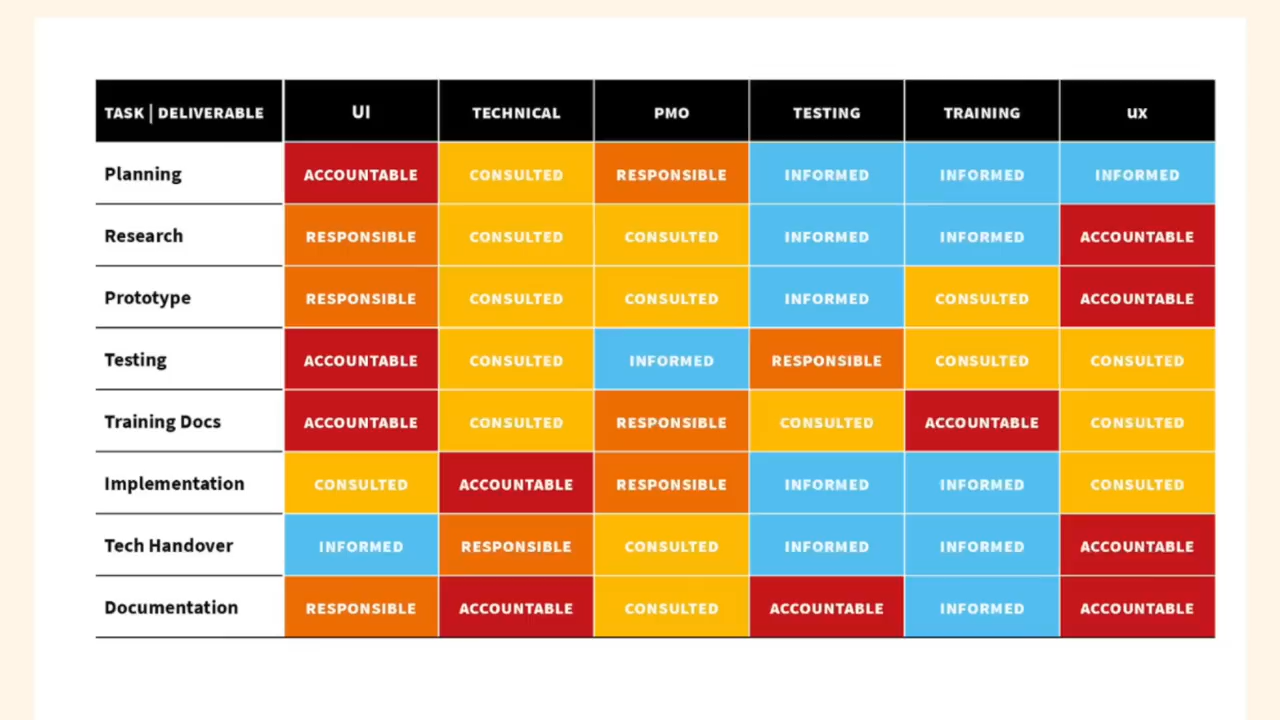 TASK | DELIVERABLE UI TECHNICAL PMO TESTING TRAINING UX
Planning ACCOUNTABLE CONSULTED RESPONSIBLE INFORMED INFORMED INFORMED
Research RESPONSIBLE CONSULTED CONSULTED INFORMED INFORMED ACCOUNTABLE
Prototype RESPONSIBLE CONSULTED CONSULTED INFORMED CONSULTED ACCOUNTABLE
Testing ACCOUNTABLE CONSULTED INFORMED RESPONSIBLE CONSULTED CONSULTED
Training Docs ACCOUNTABLE CONSULTED RESPONSIBLE CONSULTED ACCOUNTABLE CONSULTED
Implementation CONSULTED ACCOUNTABLE RESPONSIBLE INFORMED INFORMED CONSULTED
Tech Handover INFORMED RESPONSIBLE CONSULTED INFORMED INFORMED ACCOUNTABLE
Documentation RESPONSIBLE ACCOUNTABLE CONSULTED ACCOUNTABLE INFORMED ACCOUNTABLE